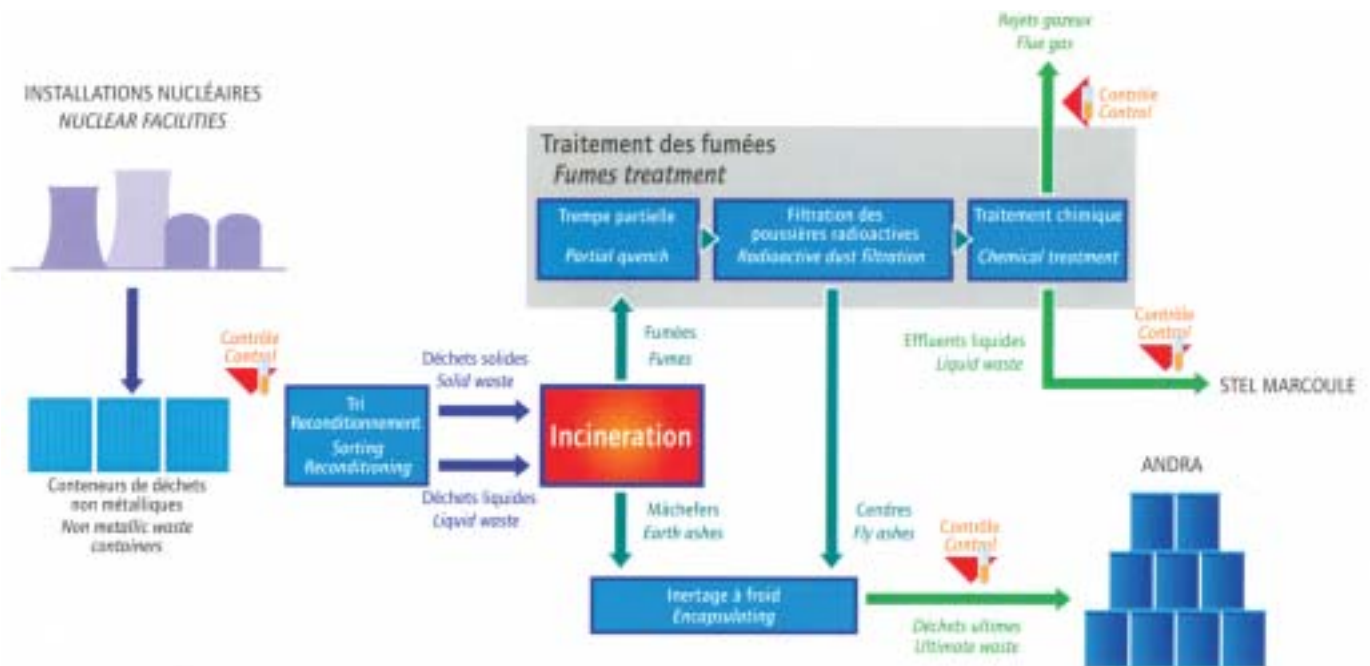 Rejets gazeux
Flue gas
Contrôle
Control
INSTALLATIONS NUCLÉAIRES
NUCLEAR FACILITIES
Traitement des fumées
Fumes treatment
Trempe partielle
Partial quench
Filtration des
poussières radioactives
Radioactive dust filtration
Traitement chimique
Chemical treatment
Contrôle
Control
Fumées
Fumes
Effluents liquides
Liquid waste
Contrôle
Control
STEL MARCOULE
Déchets solides
Solid waste
Tri
Reconditionnement
Sorting
Reconditioning
Incineration
Déchets liquides
Liquid waste
Conteneurs de déchets
non métalliques
Non metallic waste
containers
Mâchefers
Earth ashes
Centres
Fly ashes
Contrôle
Control
ANDRA
Inertage à froid
Encapsulating
Déchets ultimes
Ultimate waste